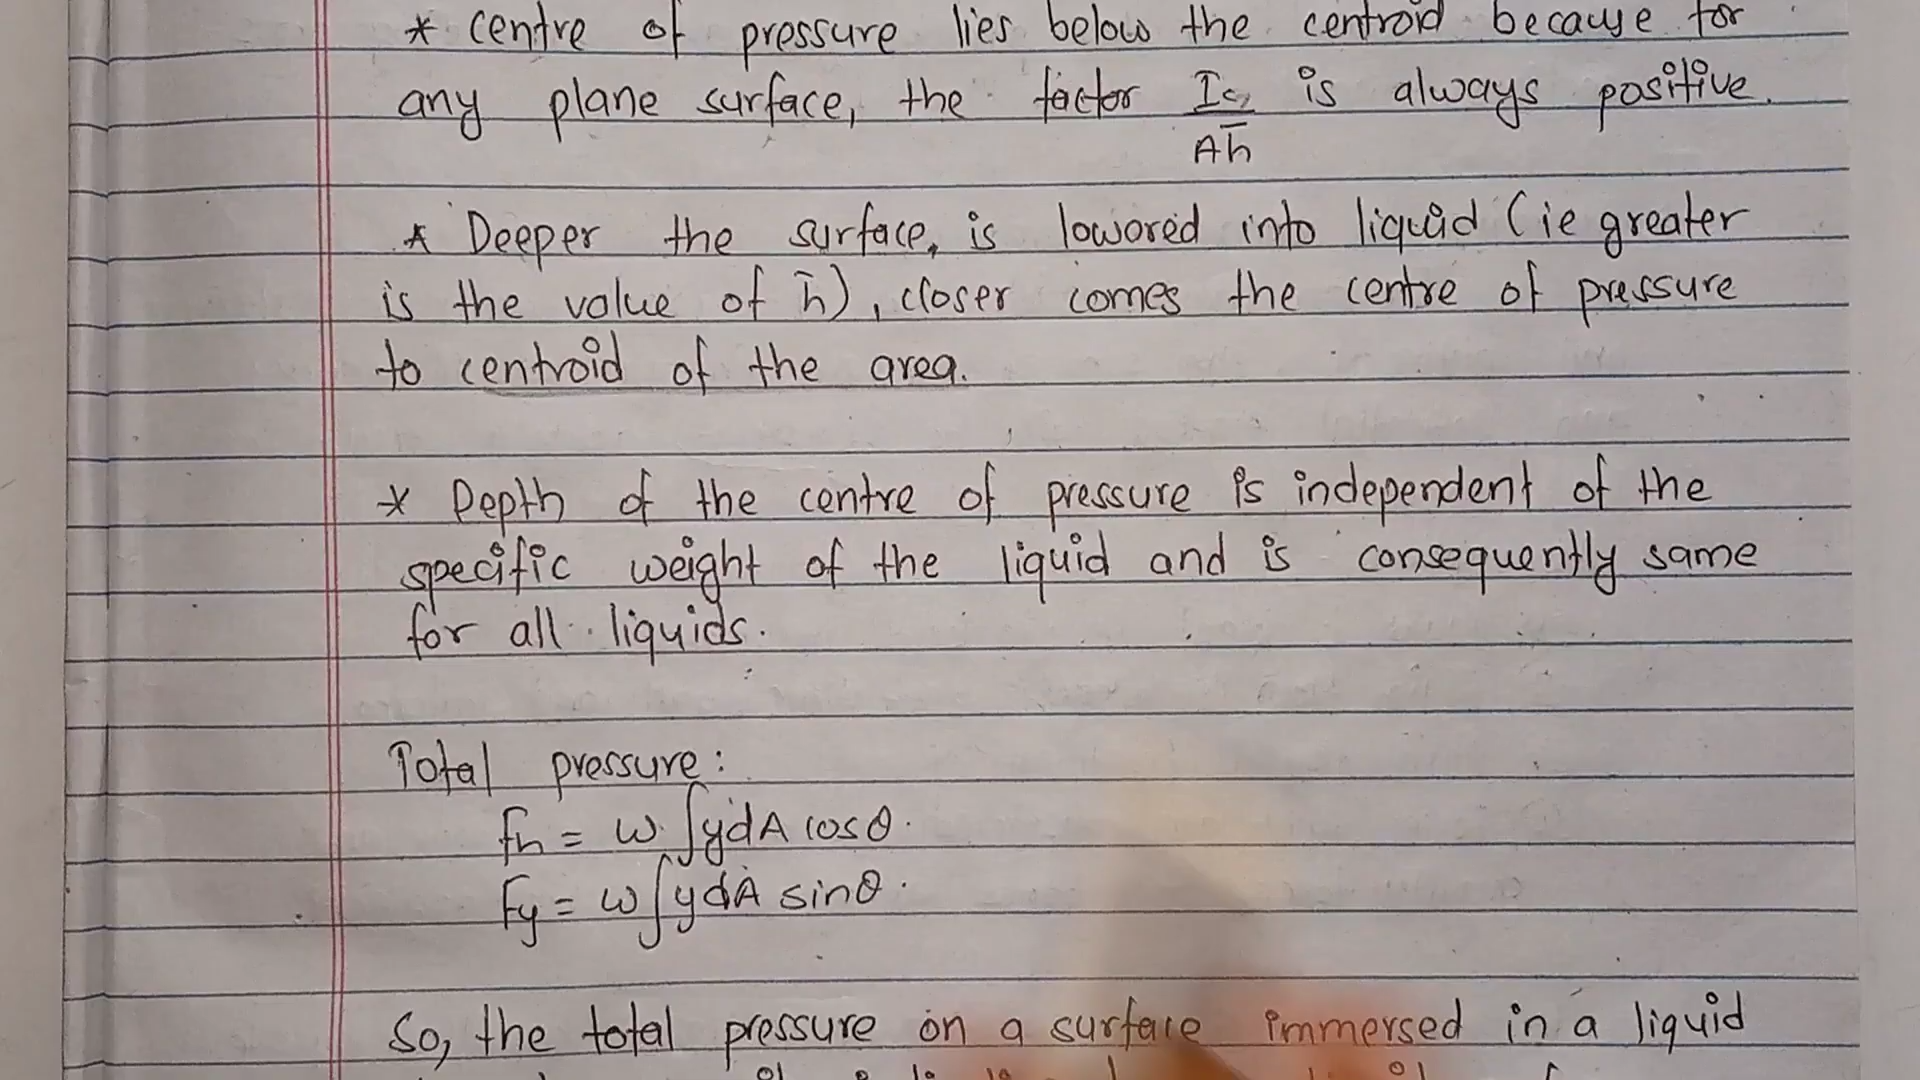 * centre of pressure lies below the centroid because for
any plane surface, the factor IG/Ah̄ is always positive.
* Deeper the surface, is lowored into liquid (ie greater
is the value of h̄), closer comes the centre of pressure
to centroid of the area.
* Depth of the centre of pressure is independent of the
specific weight of the liquid and is consequently same
for all liquids.
Total pressure:
Fh = w ∫ydA cosθ.
Fy = w∫ydA sinθ.
So, the total pressure on a surface immersed in a liquid